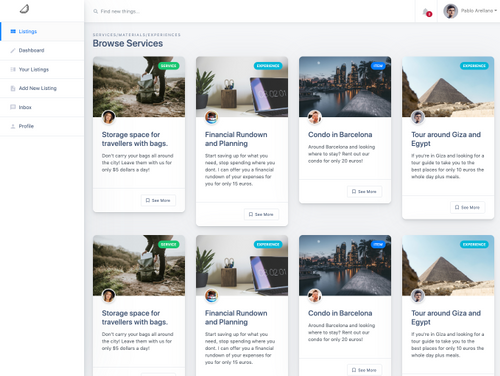 Find new things...
2
Pablo Arellano
Listings
Dashboard
Your Listings
Add New Listing
Inbox
Profile
SERVICES/MATERIALS/EXPERIENCES
Browse Services
SERVICE
Storage space for
travellers with bags.
Don't carry your bags all around
the city! Leave them with us for
only $5 dollars a day!
See More
EXPERIENCE
Financial Rundown
and Planning
Start saving up for what you
need, stop spending where you
dont. I can offer you a financial
rundown of your expenses for
you for only 15 euros.
See More
ITEM
Condo in Barcelona
Around Barcelona and looking
where to stay? Rent out our
condo for only 20 euros!
See More
EXPERIENCE
Tour around Giza and
Egypt
If you're in Giza and looking for a
tour guide to take you to the
best places for only 10 euros the
whole day plus meals.
See More
SERVICE
Storage space for
travellers with bags.
Don't carry your bags all around
the city! Leave them with us for
only $5 dollars a day!
EXPERIENCE
Financial Rundown
and Planning
Start saving up for what you
need, stop spending where you
dont. I can offer you a financial
rundown of your expenses for
you for only 15 euros.
ITEM
Condo in Barcelona
Around Barcelona and looking
where to stay? Rent out our
condo for only 20 euros!
See More
EXPERIENCE
Tour around Giza and
Egypt
If you're in Giza and looking for a
tour guide to take you to the
best places for only 10 euros the
whole day plus meals.